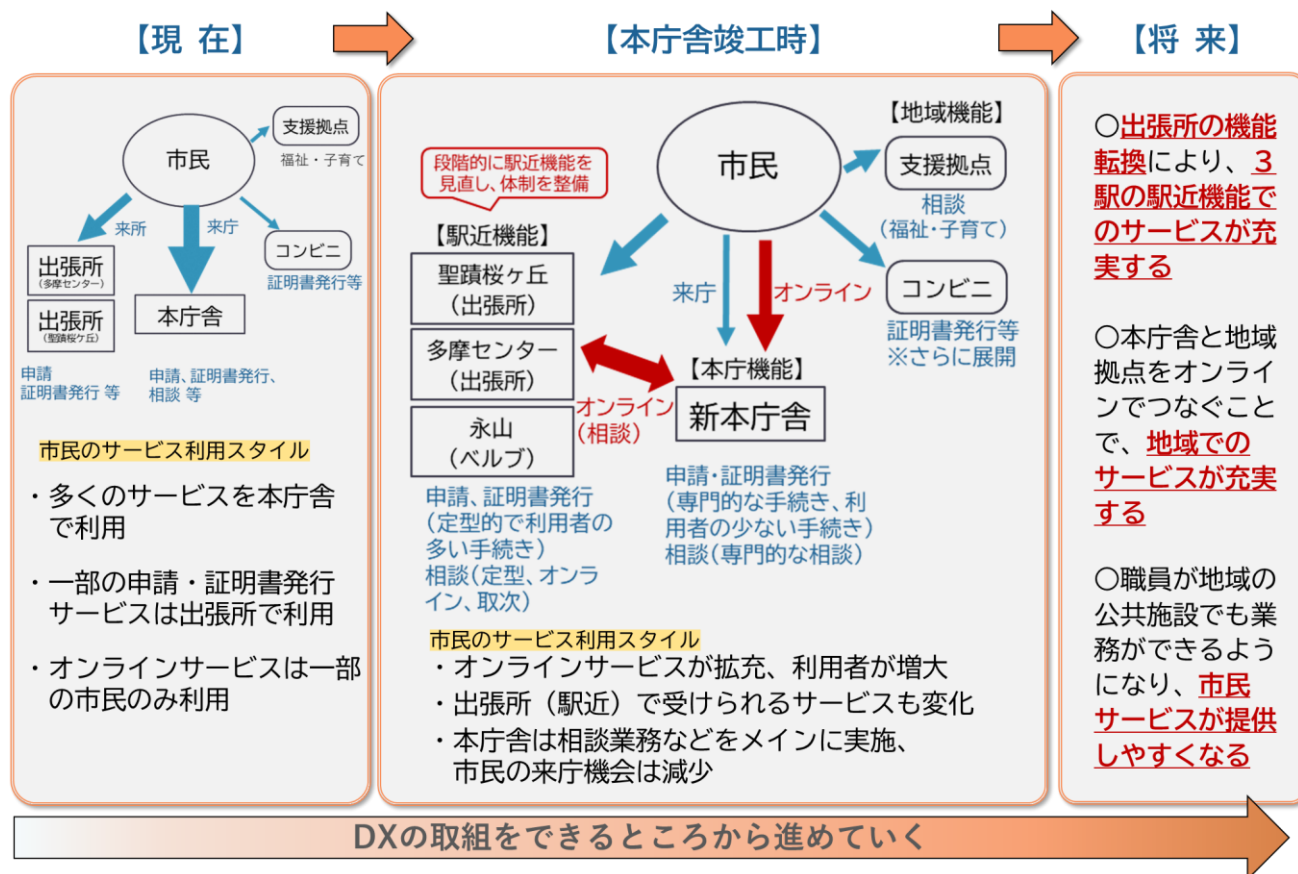 【現 在】
【本庁舎竣工時】
【将 来】
市民
支援拠点
福祉・子育て
来所
来庁
コンビニ
証明書発行等
出張所
(多摩センター)
出張所
(聖蹟桜ケ丘)
本庁舎
申請
証明書発行 等
申請、証明書発行、
相談 等
市民のサービス利用スタイル
・多くのサービスを本庁舎
で利用
・一部の申請・証明書発行
サービスは出張所で利用
・オンラインサービスは一部
の市民のみ利用
段階的に駅近機能を
見直し、体制を整備
市民
【地域機能】
支援拠点
相談
(福祉・子育て)
【駅近機能】
聖蹟桜ヶ丘
(出張所)
多摩センター
(出張所)
永山
(ベルブ)
来庁
オンライン
コンビニ
証明書発行等
※さらに展開
オンライン
(相談)
【本庁機能】
新本庁舎
申請、証明書発行
(定型的で利用者の
多い手続き)
相談(定型、オンラ
イン、取次)
申請・証明書発行
(専門的な手続き、利
用者の少ない手続き)
相談(専門的な相談)
市民のサービス利用スタイル
・オンラインサービスが拡充、利用者が増大
・出張所（駅近）で受けられるサービスも変化
・本庁舎は相談業務などをメインに実施、
市民の来庁機会は減少
〇出張所の機能
転換により、３
駅の駅近機能で
のサービスが充
実する
〇本庁舎と地域
拠点をオンライ
ンでつなぐこと
で、地域での
サービスが充実
する
〇職員が地域の
公共施設でも業
務ができるよう
になり、市民
サービスが提供
しやすくなる
DXの取組をできるところから進めていく